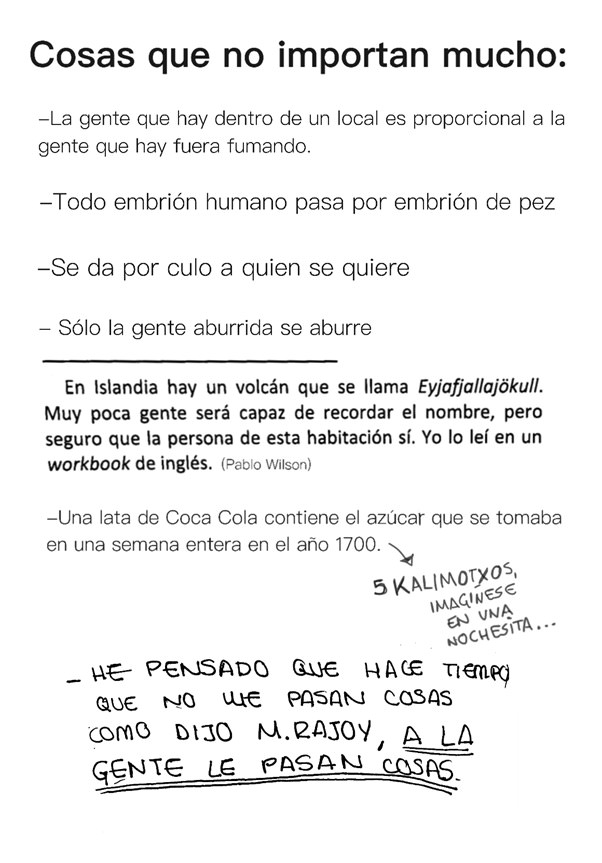 Cosas que no importan mucho:
-La gente que hay dentro de un local es proporcional a la
gente que hay fuera fumando.
-Todo embrión humano pasa por embrión de pez
-Se da por culo a quien se quiere
- Sólo la gente aburrida se aburre
En Islandia hay un volcán que se llama Eyjafjallajökull.
Muy poca gente será capaz de recordar el nombre, pero
seguro que la persona de esta habitación sí. Yo lo leí en un
workbook de inglés. (Pablo Wilson)
-Una lata de Coca Cola contiene el azúcar que se tomaba
en una semana entera en el año 1700.
5 KALIMOTXOS,
IMAGÍNESE
EN UNA
NOCHESITA...
- HE PENSADO QUE HACE TIEMPO
QUE NO ME PASAN COSAS
COMO DIJO M.RAJOY, A LA
GENTE LE PASAN COSAS.